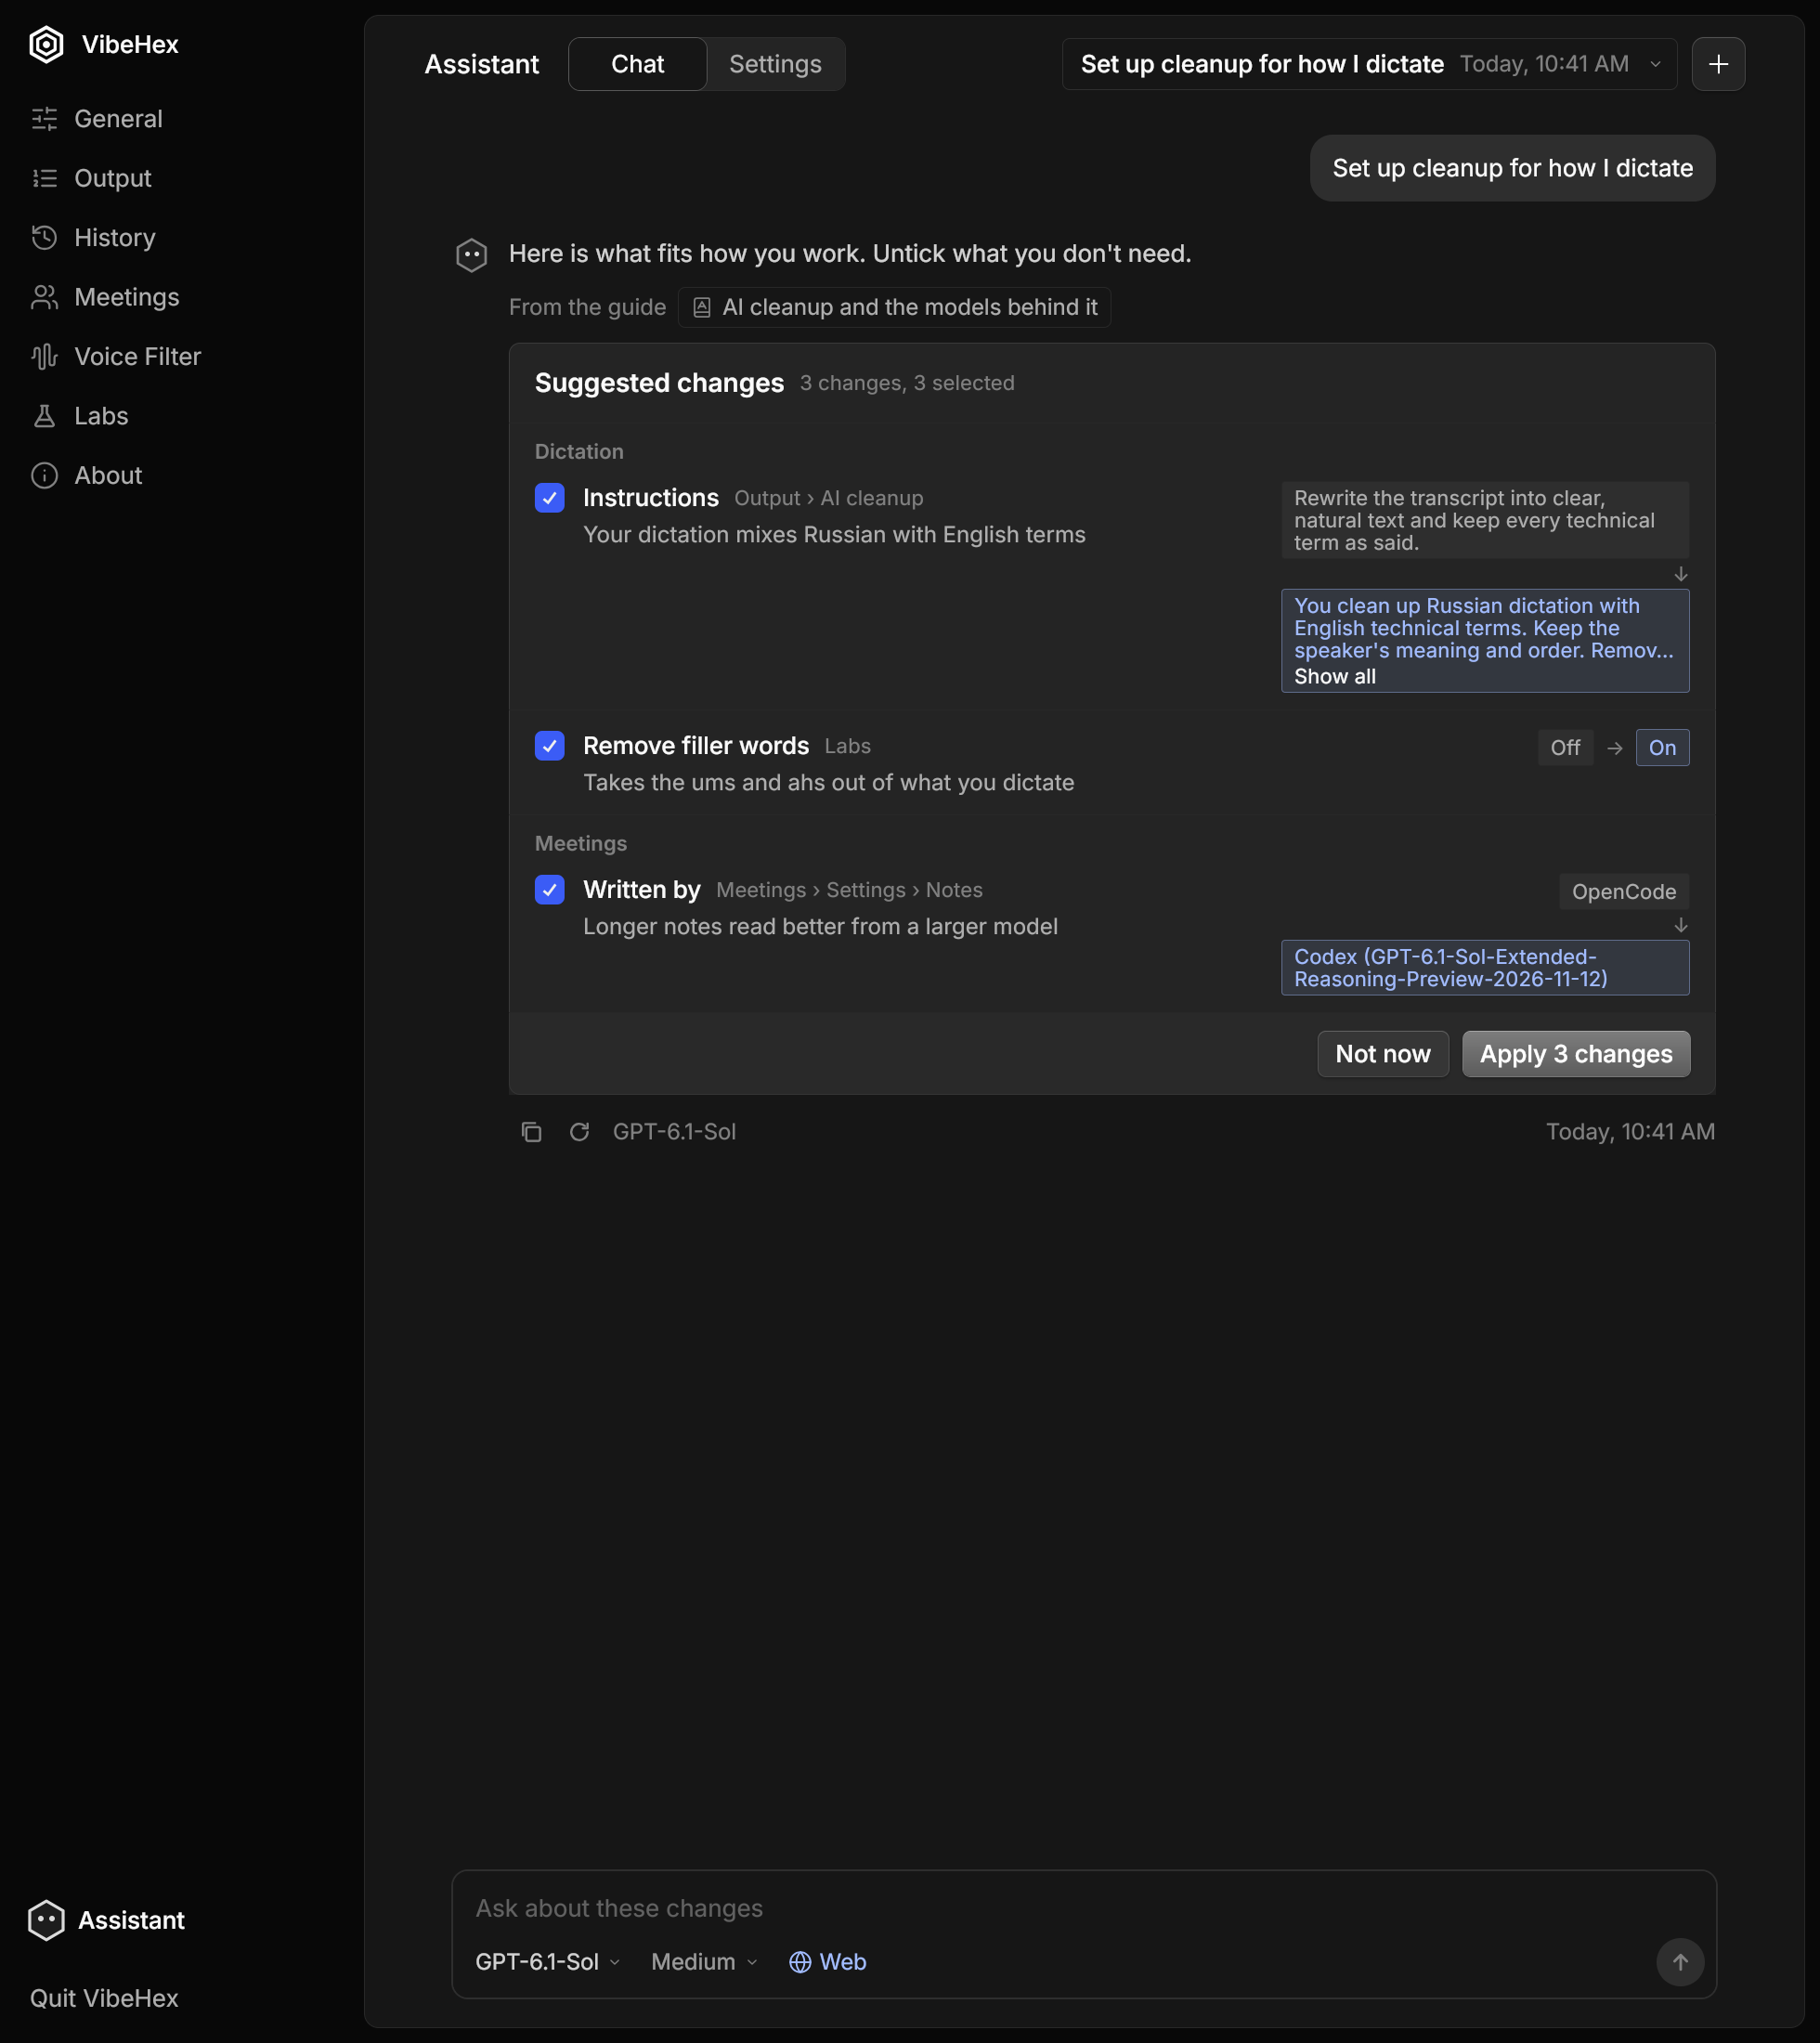 VibeHex
General
Output
History
Meetings
Voice Filter
Labs
About
Assistant
Quit VibeHex
Assistant
Chat
Settings
Set up cleanup for how I dictate Today, 10:41 AM
Set up cleanup for how I dictate
Here is what fits how you work. Untick what you don't need.
From the guide AI cleanup and the models behind it
Suggested changes 3 changes, 3 selected
Dictation
Instructions Output › AI cleanup
Your dictation mixes Russian with English terms
Rewrite the transcript into clear,
natural text and keep every technical
term as said.
You clean up Russian dictation with
English technical terms. Keep the
speaker's meaning and order. Remov...
Show all
Remove filler words Labs
Takes the ums and ahs out of what you dictate
Off → On
Meetings
Written by Meetings › Settings › Notes
Longer notes read better from a larger model
OpenCode
Codex (GPT-6.1-Sol-Extended-
Reasoning-Preview-2026-11-12)
Not now
Apply 3 changes
GPT-6.1-Sol
Today, 10:41 AM
Ask about these changes
GPT-6.1-Sol Medium Web